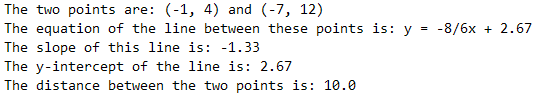 The two points are: (-1, 4) and (-7, 12)
The equation of the line between these points is: y = -8/6x + 2.67
The slope of this line is: -1.33
The y-intercept of the line is: 2.67
The distance between the two points is: 10.0